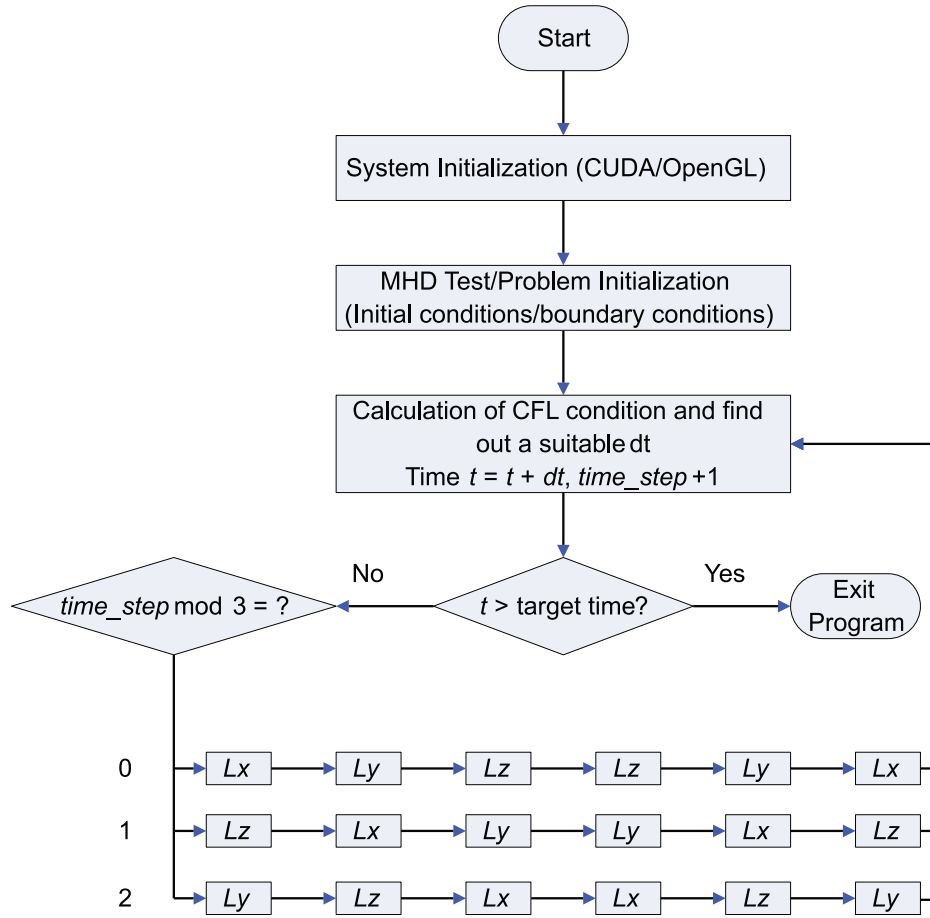 Start
System Initialization (CUDA/OpenGL)
MHD Test/Problem Initialization
(Initial conditions/boundary conditions)
Calculation of CFL condition and find
out a suitable dt
Time t = t + dt, time_step +1
No
Yes
time_step mod 3 = ?
t > target time?
Exit
Program
0 Lx Ly Lz Lz Ly Lx
1 Lz Lx Ly Ly Lx Lz
2 Ly Lz Lx Lx Lz Ly